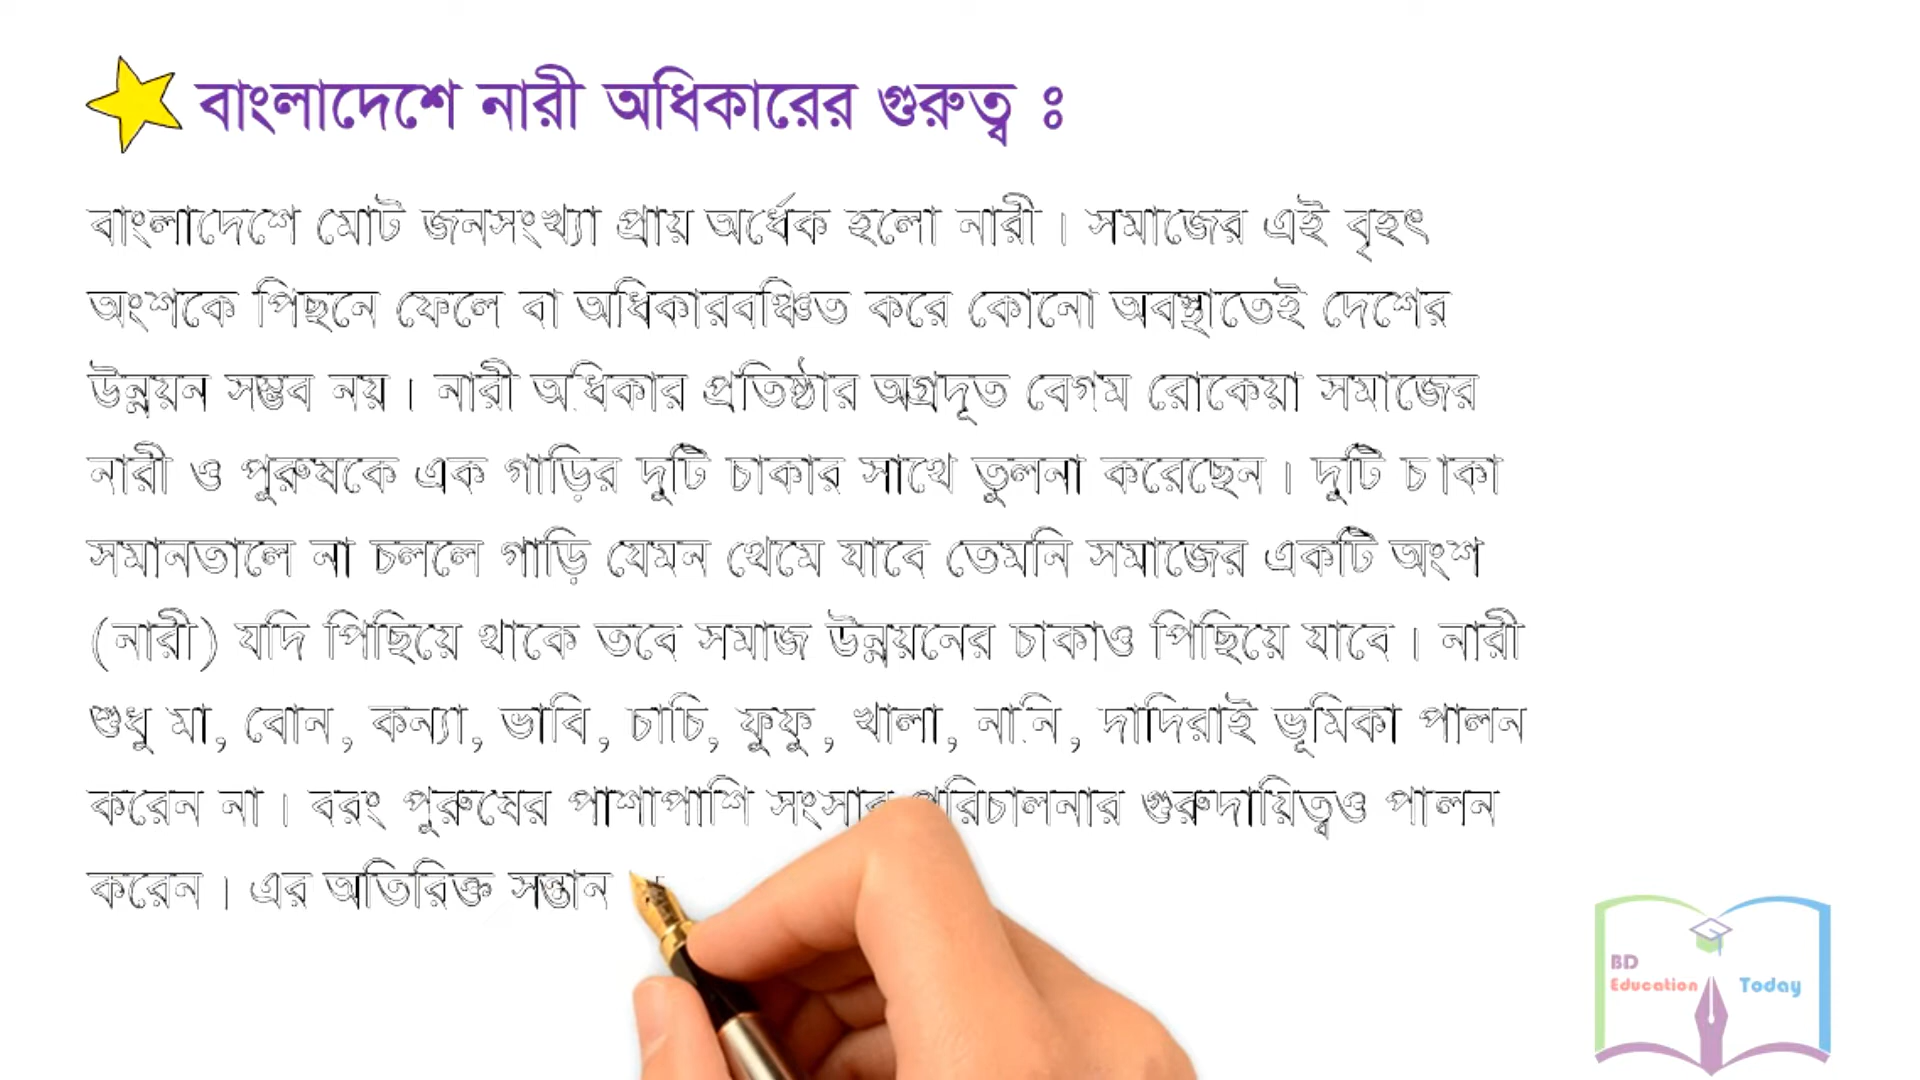 বাংলাদেশে নারী অধিকারের গুরুত্ব ঃ
বাংলাদেশে মোট জনসংখ্যা প্রায় অর্ধেক হলো নারী। সমাজের এই বৃহৎ
অংশকে পিছনে ফেলে বা অধিকারবঞ্চিত করে কোনো অবস্থাতেই দেশের
উন্নয়ন সম্ভব নয়। নারী অধিকার প্রতিষ্ঠার অগ্রদূত বেগম রোকেয়া সমাজের
নারী ও পুরুষকে এক গাড়ির দুটি চাকার সাথে তুলনা করেছেন। দুটি চাকা
সমানতালে না চললে গাড়ি যেমন থেমে যাবে তেমনি সমাজের একটি অংশ
(নারী) যদি পিছিয়ে থাকে তবে সমাজ উন্নয়নের চাকাও পিছিয়ে যাবে। নারী
শুধু মা, বোন, কন্যা, ভাবি, চাচি, ফুফু, খালা, নানি, দাদিরাই ভূমিকা পালন
করেন না। বরং পুরুষের পাশাপাশি সংসার পরিচালনার গুরুদায়িত্বও পালন
করেন। এর অতিরিক্ত সন্তান
BD
Education Today